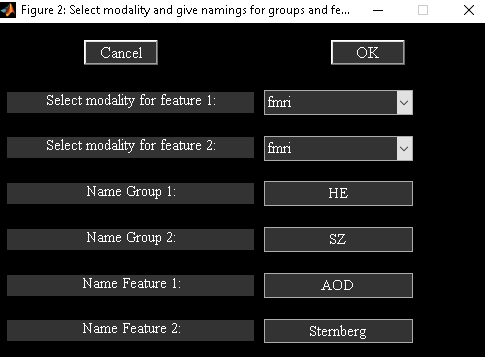 Figure 2: Select modality and give namings for groups and fe...
Cancel OK
Select modality for feature 1: fmri
Select modality for feature 2: fmri
Name Group 1: HE
Name Group 2: SZ
Name Feature 1: AOD
Name Feature 2: Sternberg